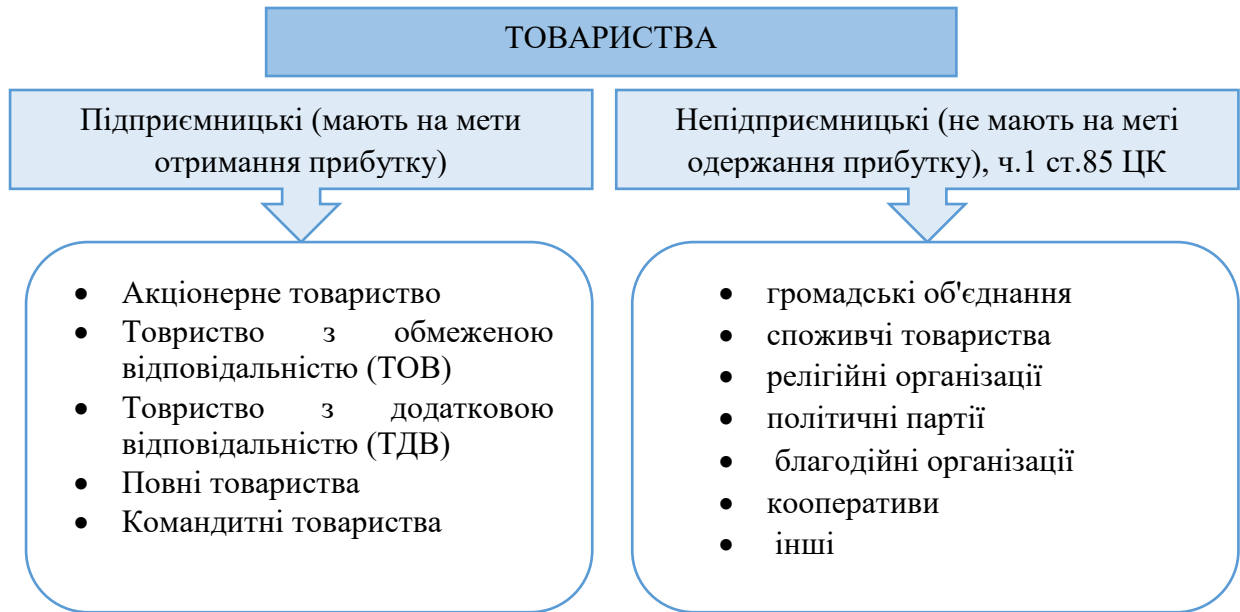 ТОВАРИСТВА
Підприємницькі (мають на мети
отримання прибутку)
Непідприємницькі (не мають на меті
одержання прибутку), ч.1 ст.85 ЦК
• Акціонерне товариство
• Товриство з обмеженою
відповідальністю (ТОВ)
• Товриство з додатковою
відповідальністю (ТДВ)
• Повні товариства
• Командитні товариства
• громадські об'єднання
• споживчі товариства
• релігійні організації
• політичні партії
• благодійні організації
• кооперативи
• інші